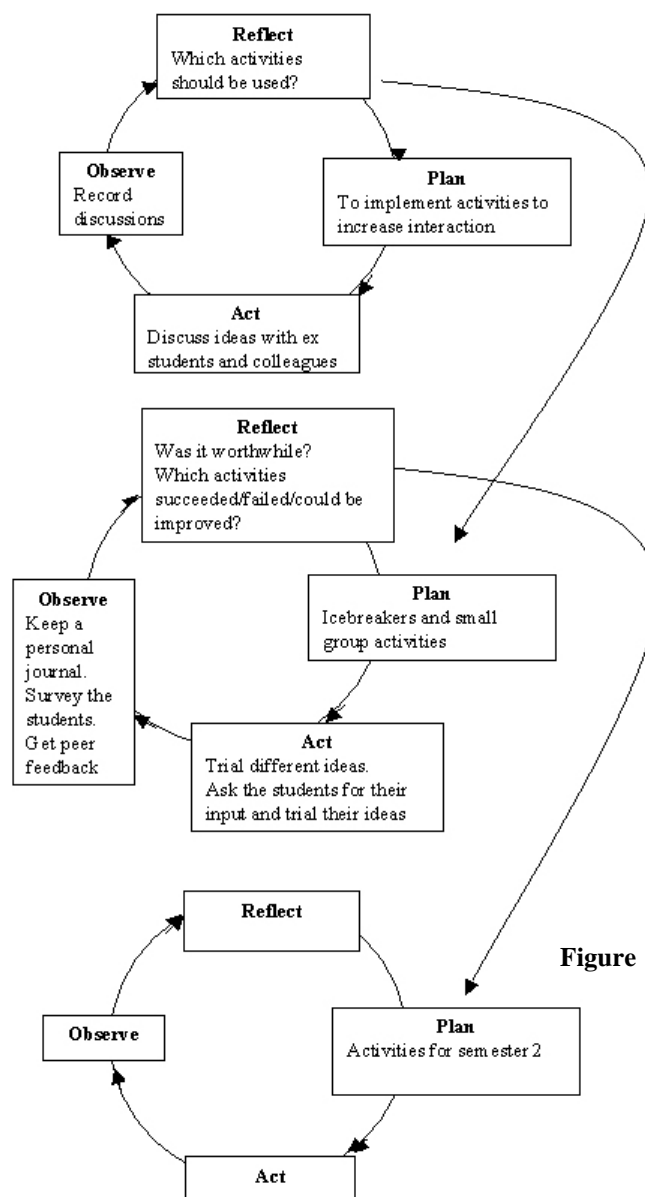 Reflect
Which activities
should be used?
Observe
Record
discussions
Plan
To implement activities to
increase interaction
Act
Discuss ideas with ex
students and colleagues
Reflect
Was it worthwhile?
Which activities
succeeded/failed/could be
improved?
Observe
Keep a
personal
journal.
Survey the
students.
Get peer
feedback
Plan
Icebreakers and small
group activities
Act
Trial different ideas.
Ask the students for their
input and trial their ideas
Reflect
Figure
Observe
Plan
Activities for semester 2
Act